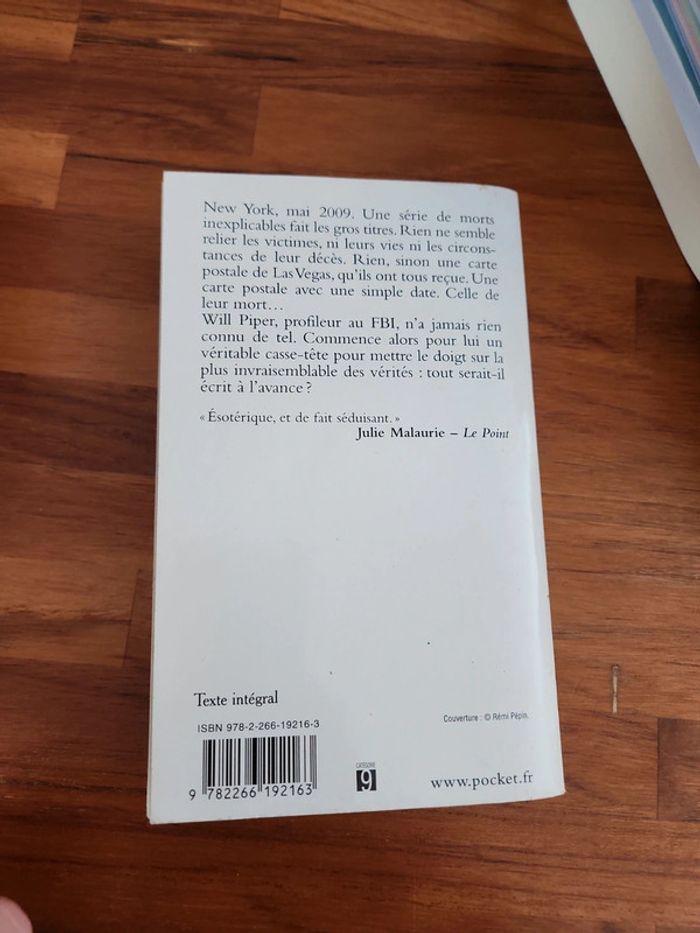 New York, mai 2009. Une série de morts
inexplicables fait les gros titres. Rien ne semble
relier les victimes, ni leurs vies ni les circons-
tances de leur décès. Rien, sinon une carte
postale de Las Vegas, qu'ils ont tous reçue. Une
carte postale avec une simple date. Celle de
leur mort…
Will Piper, profileur au FBI, n'a jamais rien
connu de tel. Commence alors pour lui un
véritable casse-tête pour mettre le doigt sur la
plus invraisemblable des vérités : tout serait-il
écrit à l'avance ?
« Ésotérique, et de fait séduisant. »
Julie Malaurie – Le Point
Texte intégral
ISBN 978-2-266-19216-3
Couverture : © Rémi Pépin.
9 782266 192163
CATÉGORIE
9
www.pocket.fr